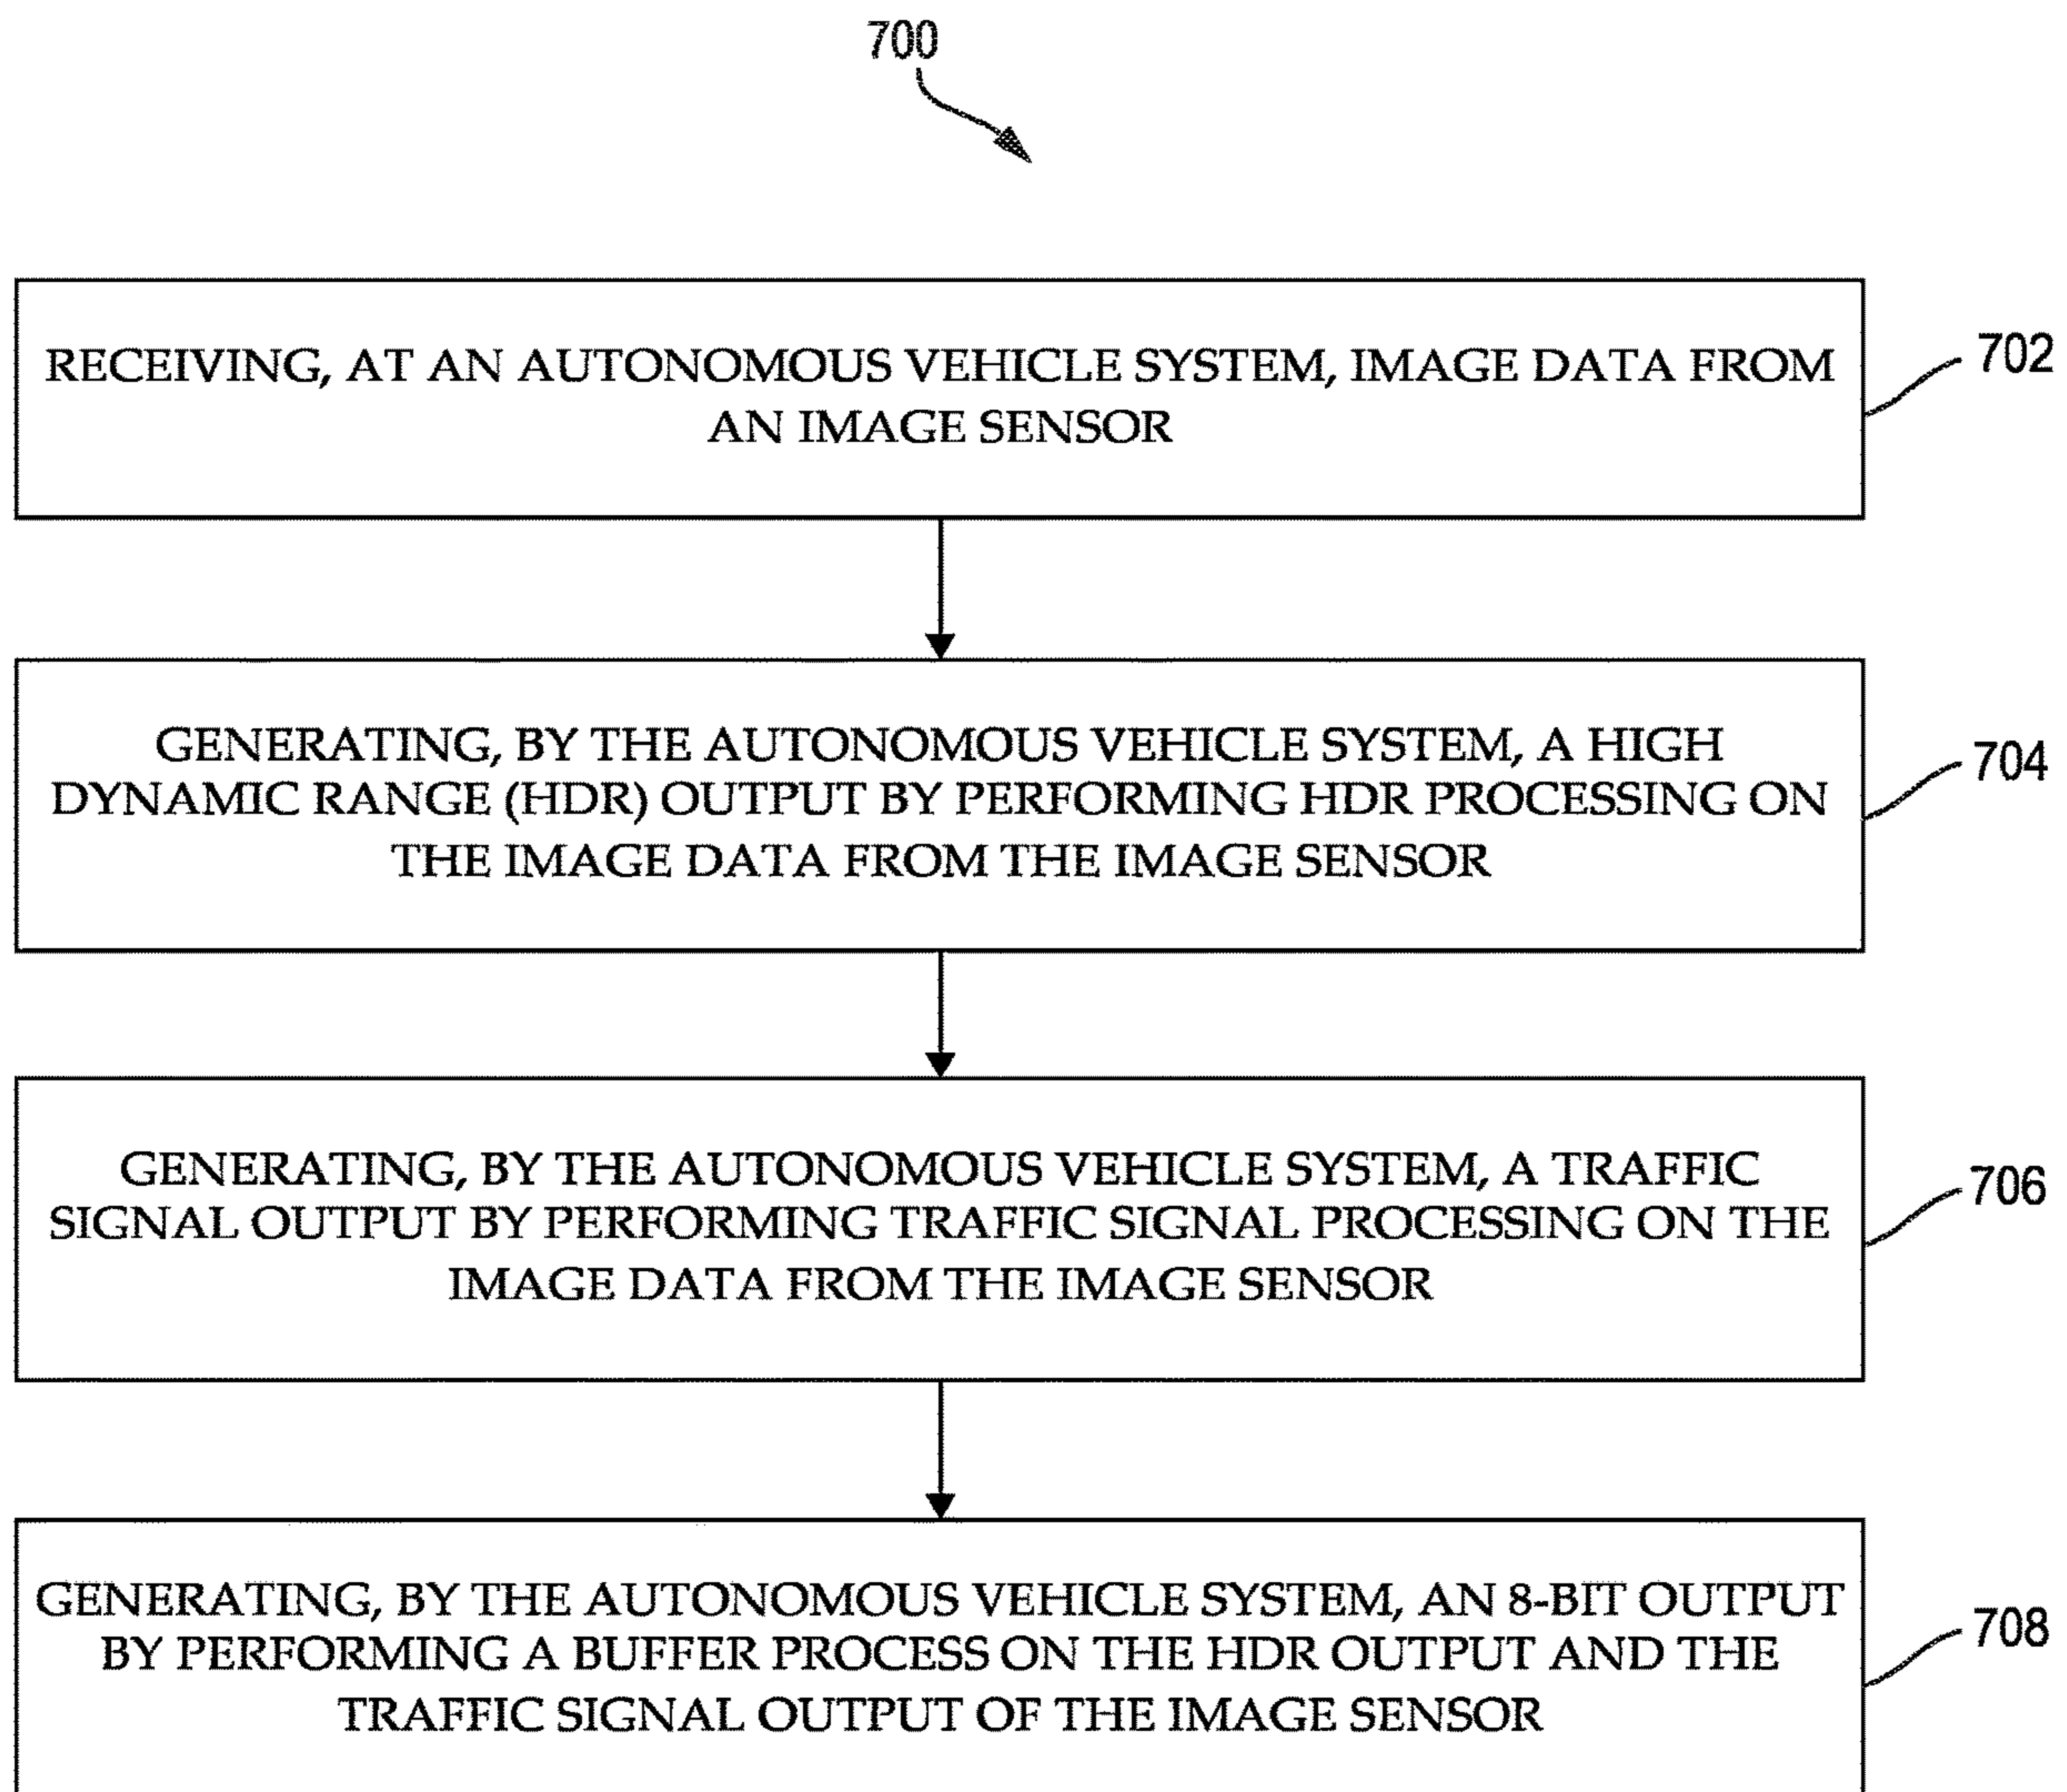 700
RECEIVING, AT AN AUTONOMOUS VEHICLE SYSTEM, IMAGE DATA FROM
AN IMAGE SENSOR
702
GENERATING, BY THE AUTONOMOUS VEHICLE SYSTEM, A HIGH
DYNAMIC RANGE (HDR) OUTPUT BY PERFORMING HDR PROCESSING ON
THE IMAGE DATA FROM THE IMAGE SENSOR
704
GENERATING, BY THE AUTONOMOUS VEHICLE SYSTEM, A TRAFFIC
SIGNAL OUTPUT BY PERFORMING TRAFFIC SIGNAL PROCESSING ON THE
IMAGE DATA FROM THE IMAGE SENSOR
706
GENERATING, BY THE AUTONOMOUS VEHICLE SYSTEM, AN 8-BIT OUTPUT
BY PERFORMING A BUFFER PROCESS ON THE HDR OUTPUT AND THE
TRAFFIC SIGNAL OUTPUT OF THE IMAGE SENSOR
708